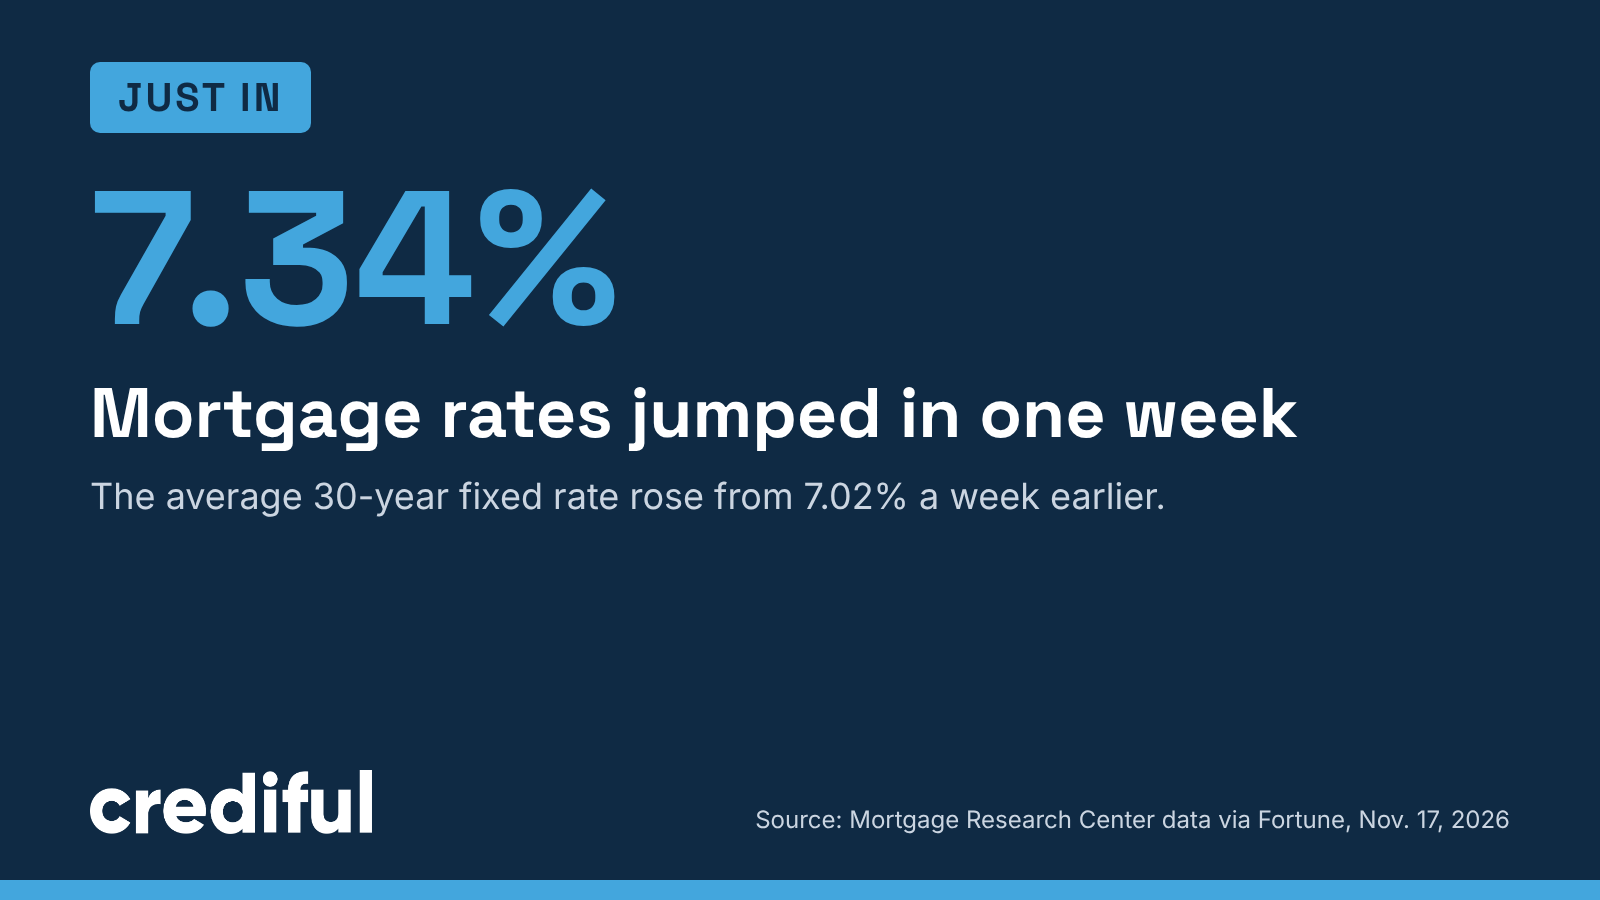 JUST IN
7.34%
Mortgage rates jumped in one week
The average 30-year fixed rate rose from 7.02% a week earlier.
crediful
Source: Mortgage Research Center data via Fortune, Nov. 17, 2026